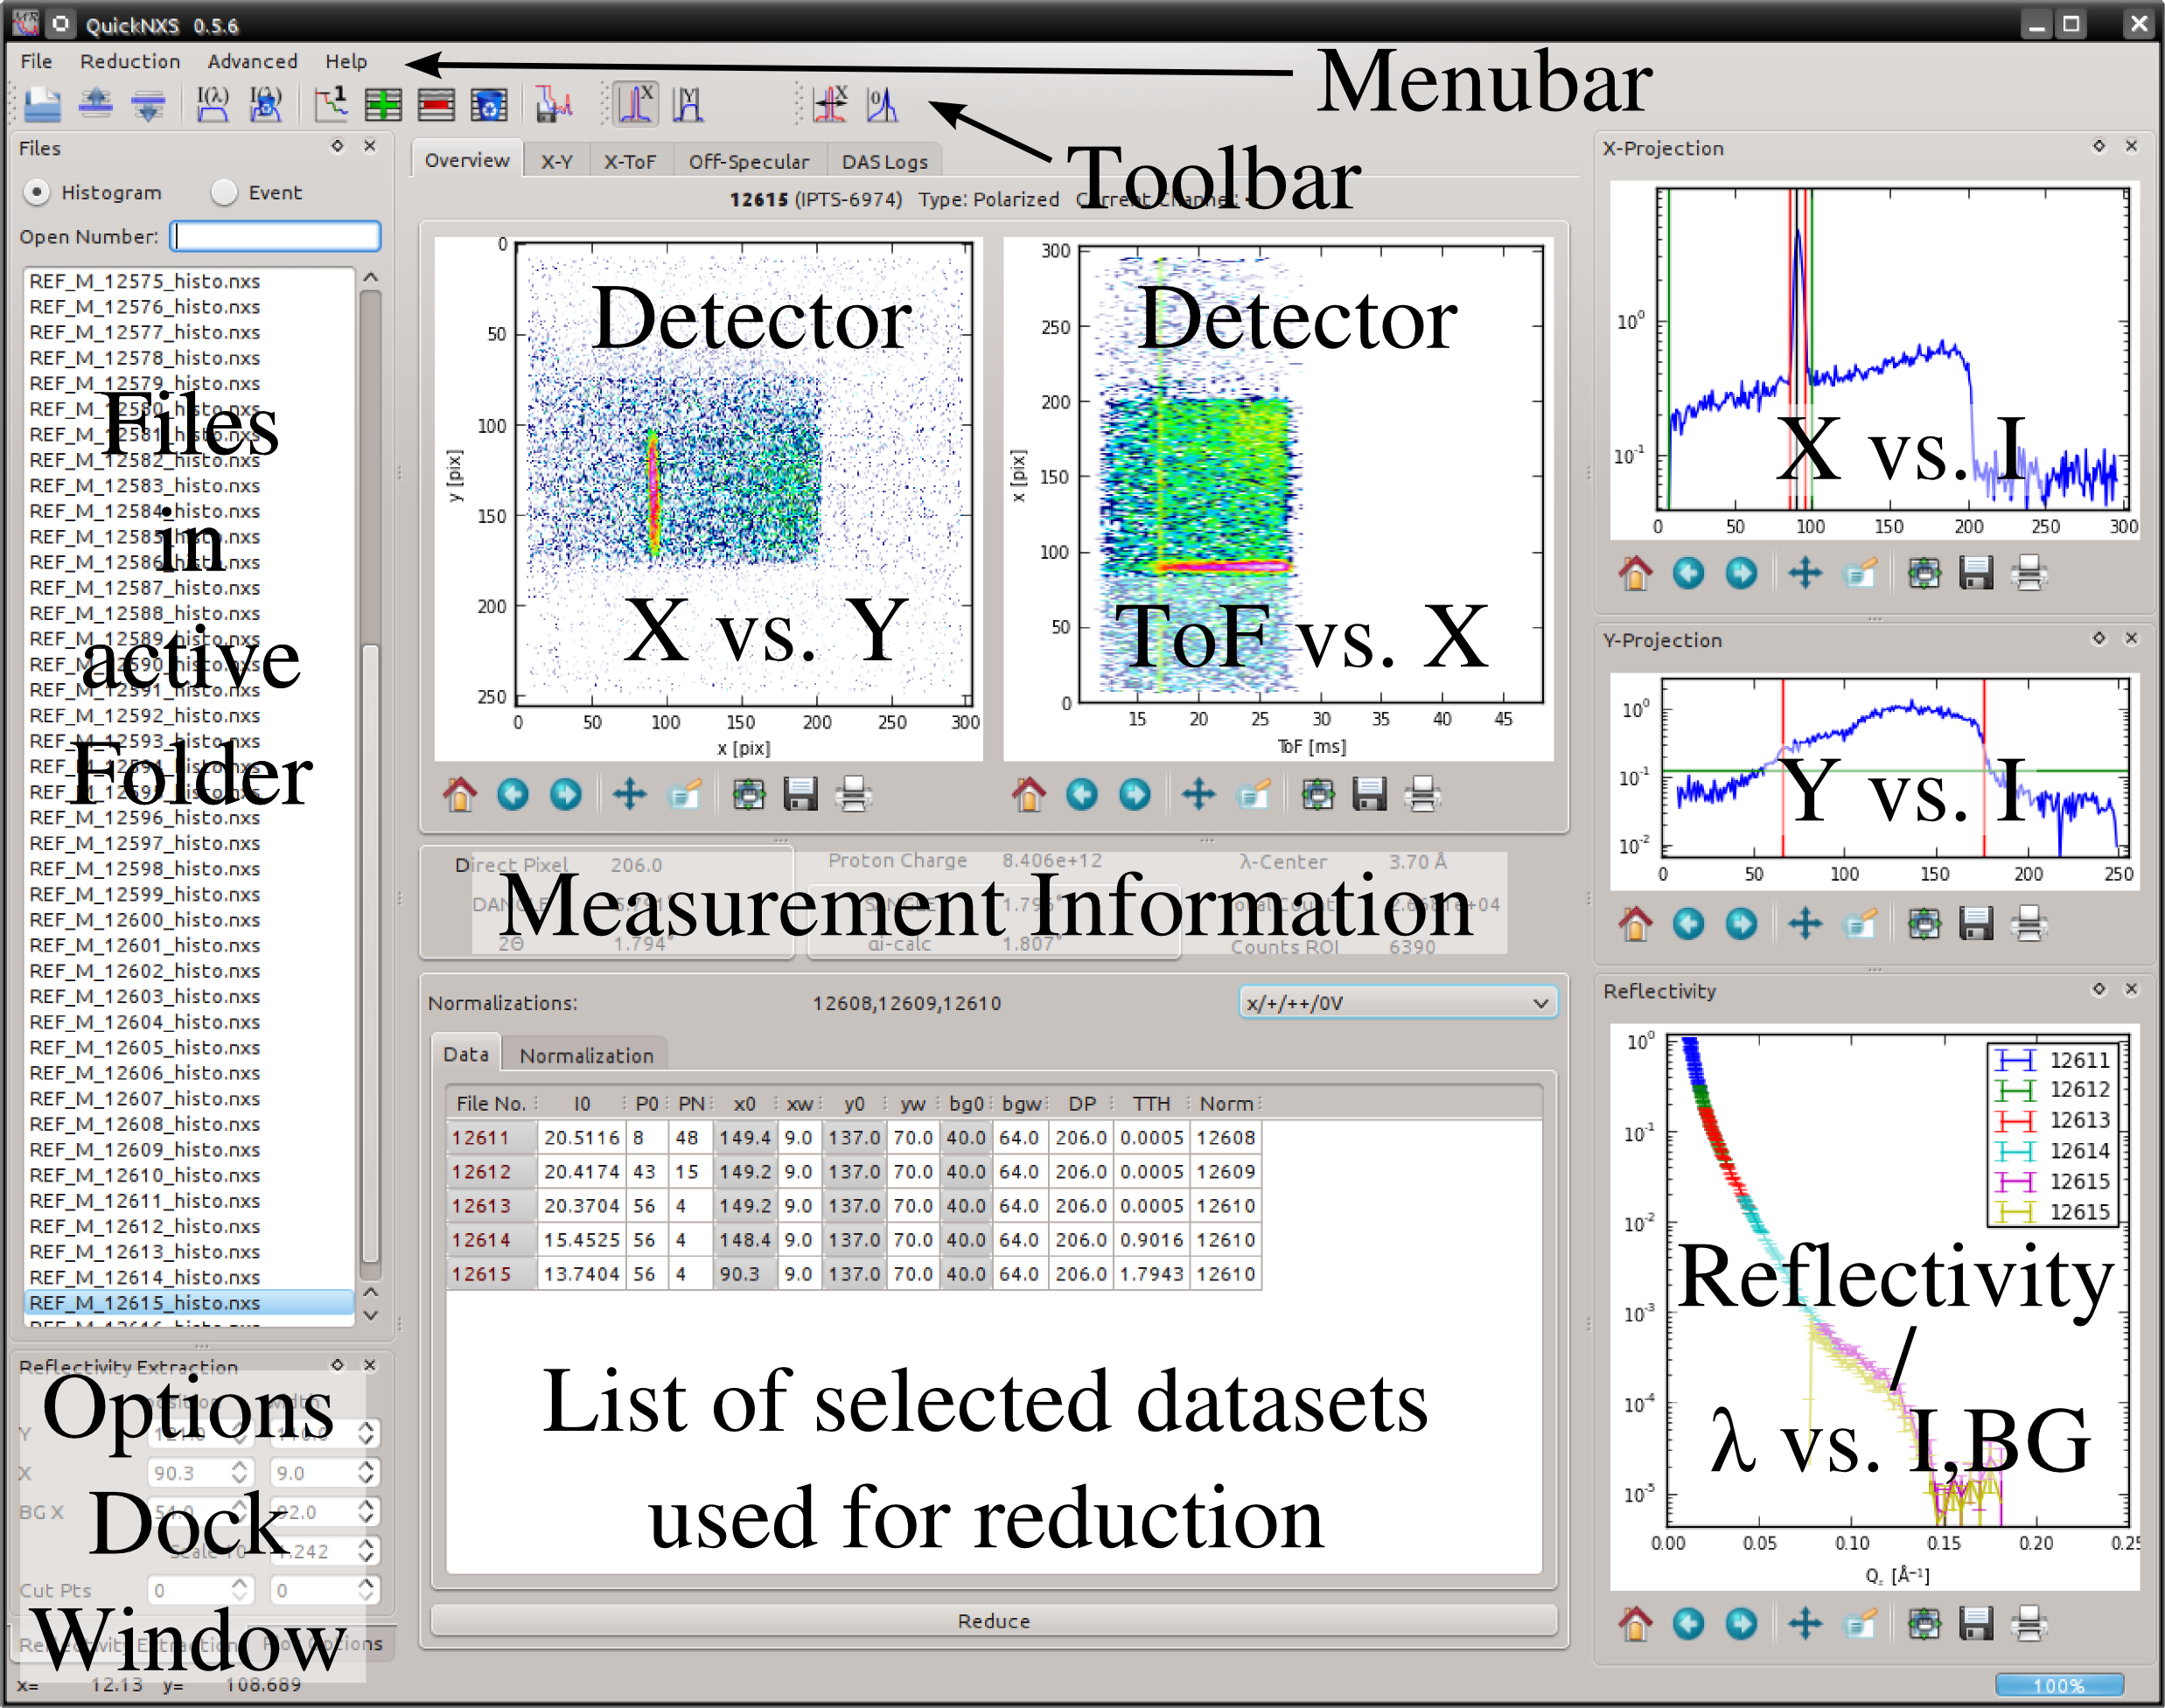 QuickNXS 0.5.6
File Reduction Advanced Help
Menubar
Toolbar
Files
Histogram Event
Open Number:
REF_M_12575_histo.nxs
REF_M_12576_histo.nxs
REF_M_12577_histo.nxs
REF_M_12578_histo.nxs
REF_M_12579_histo.nxs
REF_M_12580_histo.nxs
REF_M_12581_histo.nxs
REF_M_12582_histo.nxs
REF_M_12583_histo.nxs
REF_M_12584_histo.nxs
REF_M_12585_histo.nxs
REF_M_12586_histo.nxs
REF_M_12587_histo.nxs
REF_M_12588_histo.nxs
REF_M_12589_histo.nxs
REF_M_12590_histo.nxs
REF_M_12591_histo.nxs
REF_M_12592_histo.nxs
REF_M_12593_histo.nxs
REF_M_12594_histo.nxs
REF_M_12595_histo.nxs
REF_M_12596_histo.nxs
REF_M_12597_histo.nxs
REF_M_12598_histo.nxs
REF_M_12599_histo.nxs
REF_M_12600_histo.nxs
REF_M_12601_histo.nxs
REF_M_12602_histo.nxs
REF_M_12603_histo.nxs
REF_M_12604_histo.nxs
REF_M_12605_histo.nxs
REF_M_12606_histo.nxs
REF_M_12607_histo.nxs
REF_M_12608_histo.nxs
REF_M_12609_histo.nxs
REF_M_12610_histo.nxs
REF_M_12611_histo.nxs
REF_M_12612_histo.nxs
REF_M_12613_histo.nxs
REF_M_12614_histo.nxs
REF_M_12615_histo.nxs
REF_M_12616_histo.nxs
Files
in
active
Folder
Reflectivity Extraction
position width
Y 110.0
X 90.3 9.0
BG X 54.0 92.0
Scale 10
Cut Pts 0 0
Reflectivity Extraction Plot Options
Options
Dock
Window
x= 12.13 y= 108.689
Overview X-Y X-ToF Off-Specular DAS Logs
12615 (IPTS-6974) Type: Polarized Current Channel:
Detector
X vs. Y
0
50
100
150
200
250
y [pix]
0 50 100 150 200 250 300
x [pix]
Detector
ToF vs. X
300
250
200
150
100
50
0
x [pix]
15 20 25 30 35 40 45
ToF [ms]
Direct Pixel 206.0 Proton Charge 8.406e+12 λ-Center 3.70 Å
DANGLE SANGLE Total Counts
2Θ 1.794° αi-calc 1.807° Counts ROI 6390
Measurement Information
Normalizations: 12608,12609,12610 x/+/++/0V
Data Normalization
File No. I0 P0 PN x0 xw y0 yw bg0 bgw DP TTH Norm
12611 20.5116 8 48 149.4 9.0 137.0 70.0 40.0 64.0 206.0 0.0005 12608
12612 20.4174 43 15 149.2 9.0 137.0 70.0 40.0 64.0 206.0 0.0005 12609
12613 20.3704 56 4 149.2 9.0 137.0 70.0 40.0 64.0 206.0 0.0005 12610
12614 15.4525 56 4 148.4 9.0 137.0 70.0 40.0 64.0 206.0 0.9016 12610
12615 13.7404 56 4 90.3 9.0 137.0 70.0 40.0 64.0 206.0 1.7943 12610
List of selected datasets
used for reduction
Reduce
X-Projection
10⁰
10⁻¹
X vs. I
0 50 100 150 200 250 300
Y-Projection
10⁰
10⁻¹
10⁻²
Y vs. I
0 50 100 150 200 250
Reflectivity
10⁰
10⁻¹
10⁻²
10⁻³
10⁻⁴
10⁻⁵
12611
12612
12613
12614
12615
12615
Reflectivity
/
λ vs. I,BG
0.00 0.05 0.10 0.15 0.20 0.25
Qz [Å⁻¹]
100%